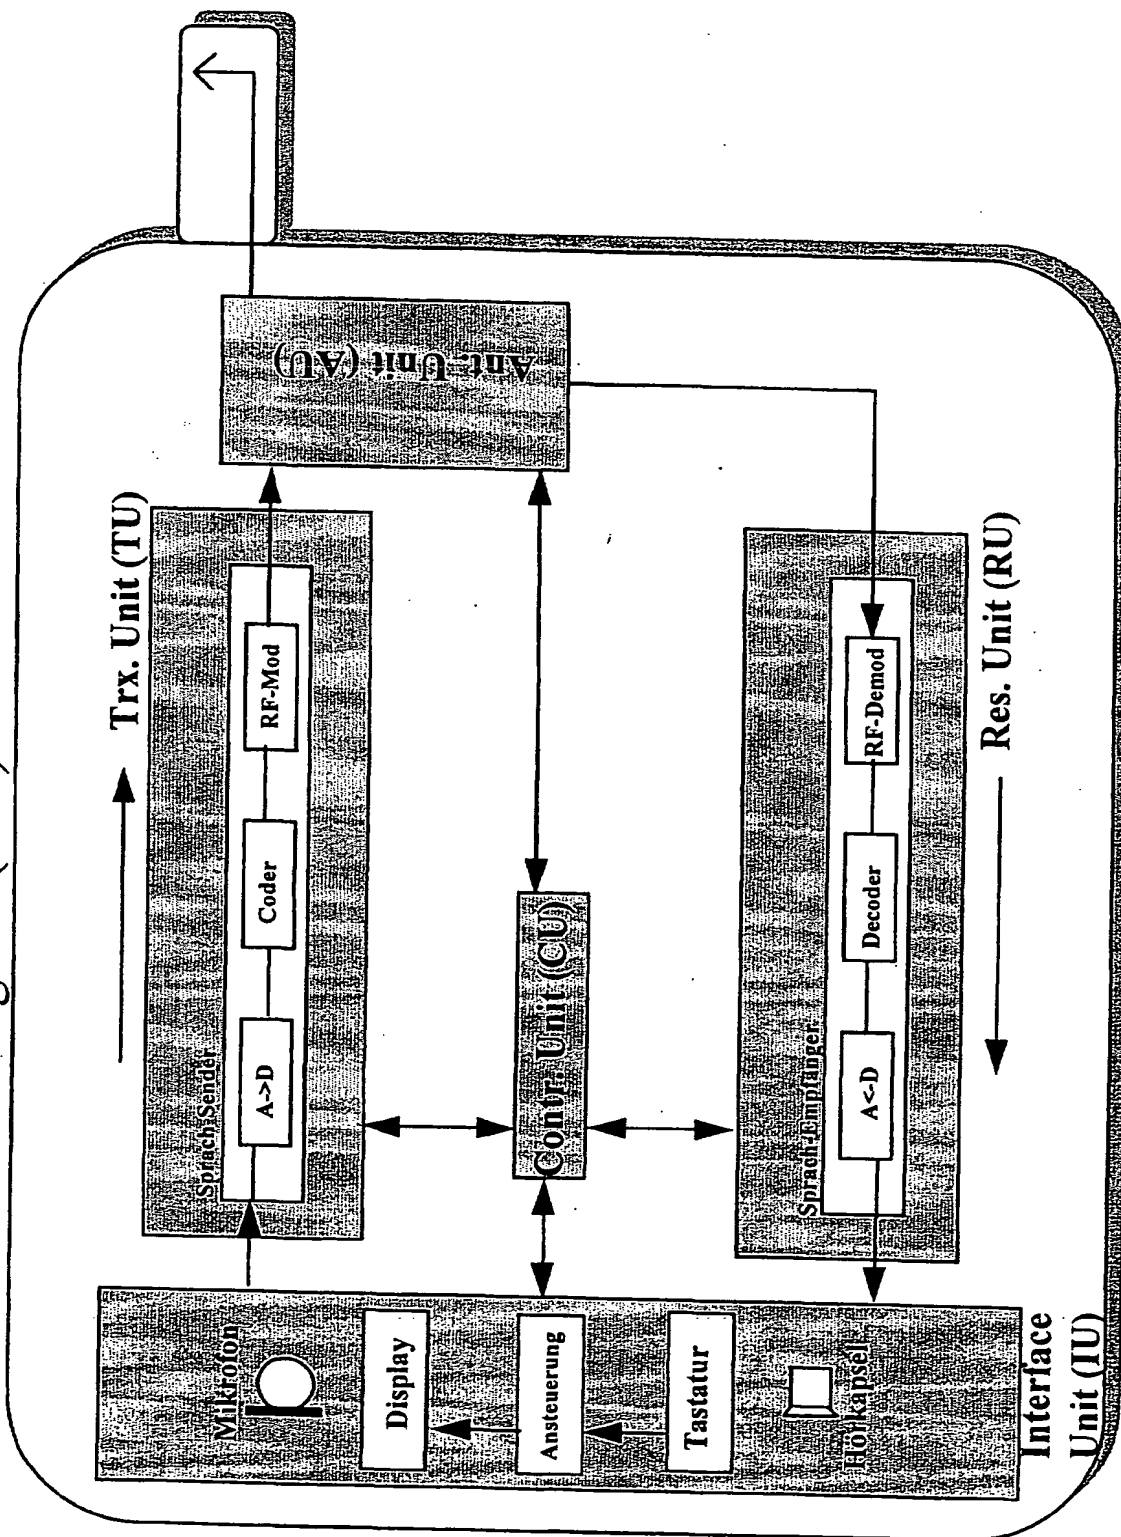 Trx. Unit (TU)
Sprach-Sender
A->D
Coder
RF-Mod
Ant. Unit (AU)
Mikrofon
Display
Ansteuerung
Tastatur
Hörkapsel
Interface
Unit (IU)
Contr. Unit (CU)
Sprach-Empfänger
A<-D
Decoder
RF-Demod
Res. Unit (RU)